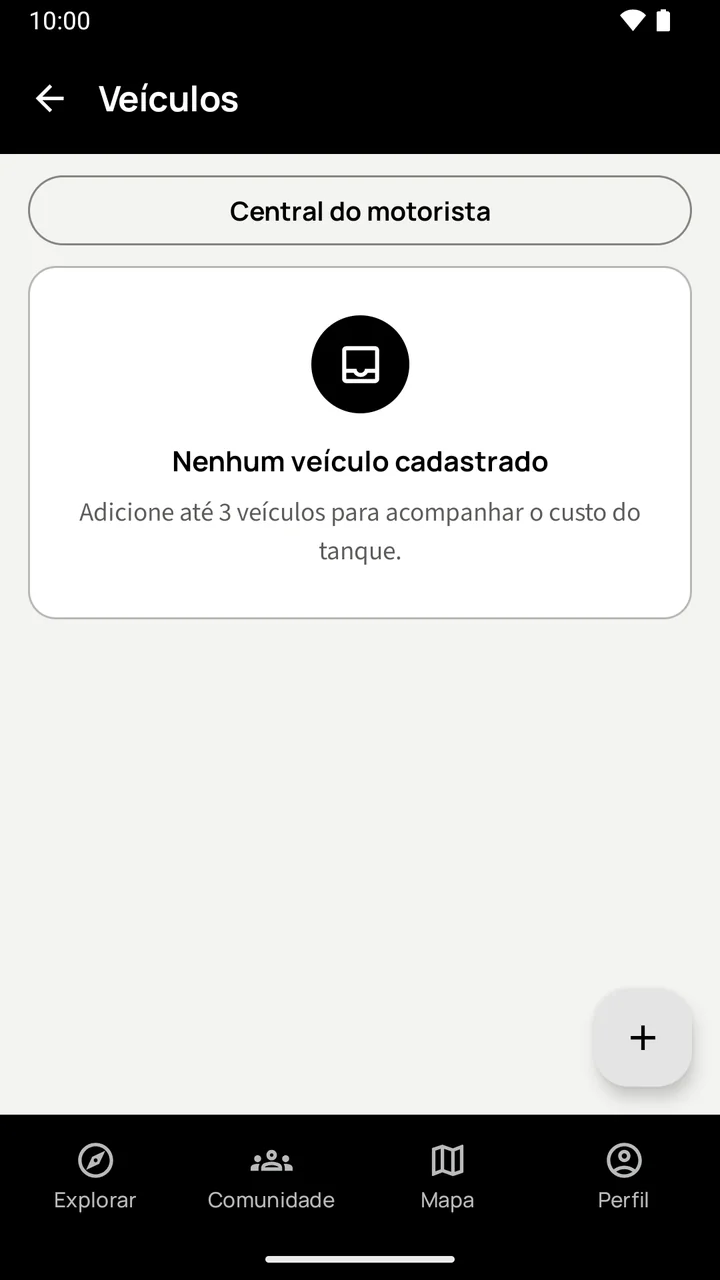 10:00
Veículos
Central do motorista
Nenhum veículo cadastrado
Adicione até 3 veículos para acompanhar o custo do
tanque.
Explorar
Comunidade
Mapa
Perfil